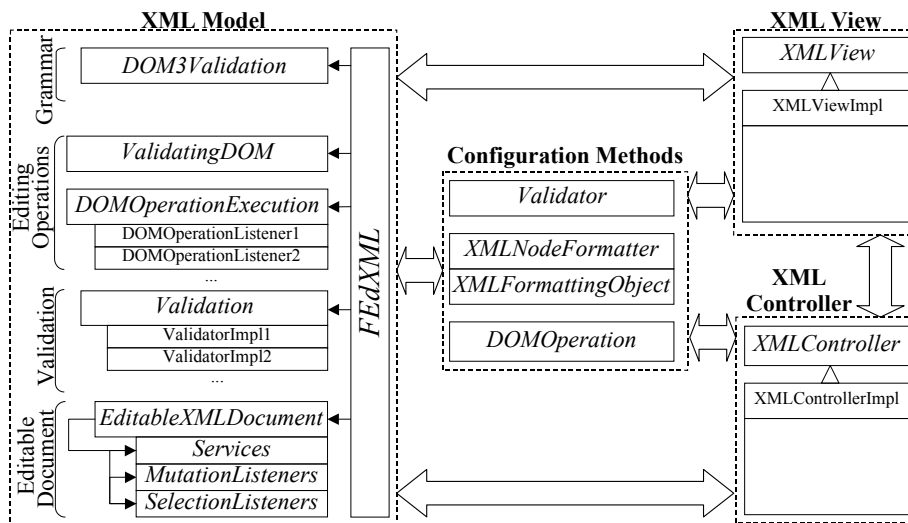 XML Model
Grammar
DOM3Validation
Editing
Operations
ValidatingDOM
DOMOperationExecution
DOMOperationListener1
DOMOperationListener2
...
Validation
Validation
ValidatorImpl1
ValidatorImpl2
...
Editable
Document
EditableXMLDocument
Services
MutationListeners
SelectionListeners
FEdXML
Configuration Methods
Validator
XMLNodeFormatter
XMLFormattingObject
DOMOperation
XML View
XMLView
XMLViewImpl
XML
Controller
XMLController
XMLControllerImpl